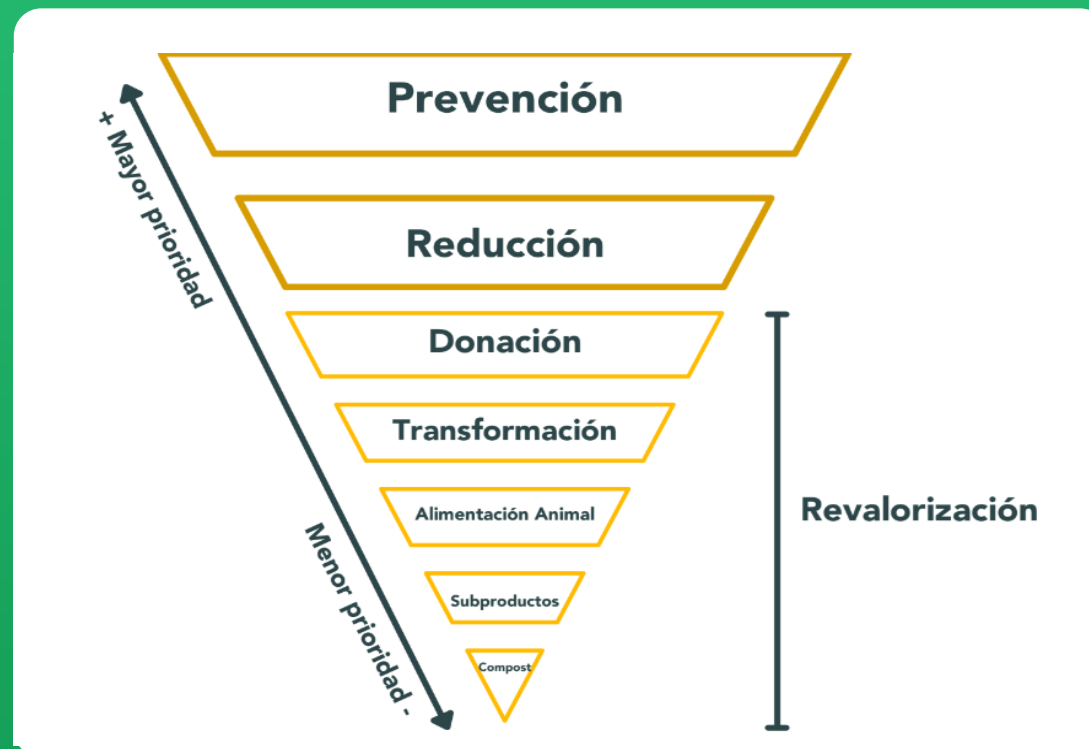 Prevención
+ Mayor prioridad
Reducción
Donación
Transformación
Alimentación Animal
Revalorización
Menor prioridad -
Subproductos
Compost